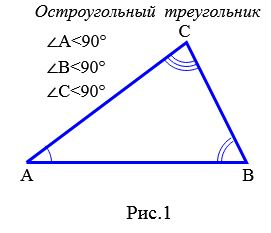 Остроугольный треугольник
∠A<90°
∠B<90°
∠C<90°
C
A
B
Рис.1